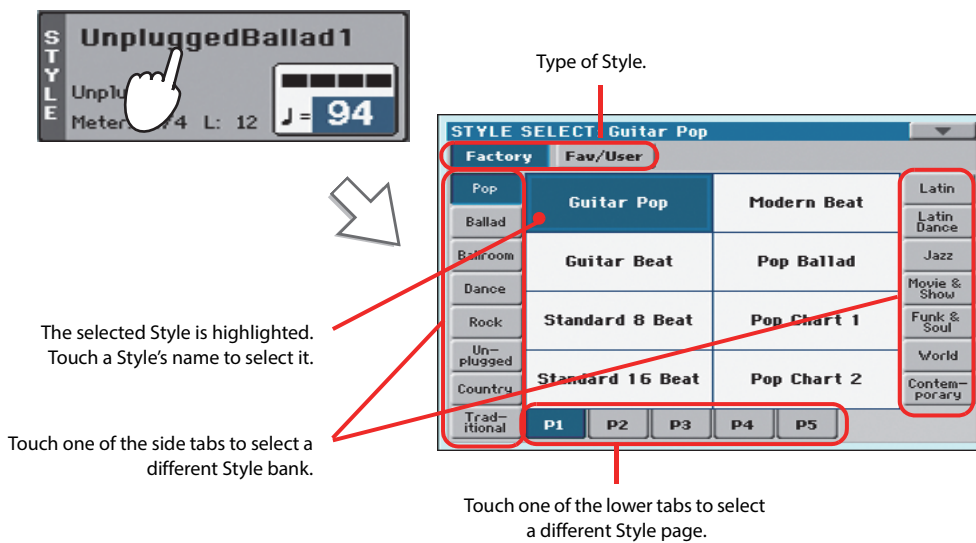 STYLE
UnpluggedBallad1
♩= 94
L: 12
Type of Style.
STYLE SELECT: Guitar Pop
Factory Fav/User
Pop
Ballad
Ballroom
Dance
Rock
Un-
plugged
Country
Trad-
itional
Guitar Pop Modern Beat
Guitar Beat Pop Ballad
Standard 8 Beat Pop Chart 1
Standard 16 Beat Pop Chart 2
Latin
Latin
Dance
Jazz
Movie &
Show
Funk &
Soul
World
Contem-
porary
P1 P2 P3 P4 P5
The selected Style is highlighted.
Touch a Style’s name to select it.
Touch one of the side tabs to select a
different Style bank.
Touch one of the lower tabs to select
a different Style page.